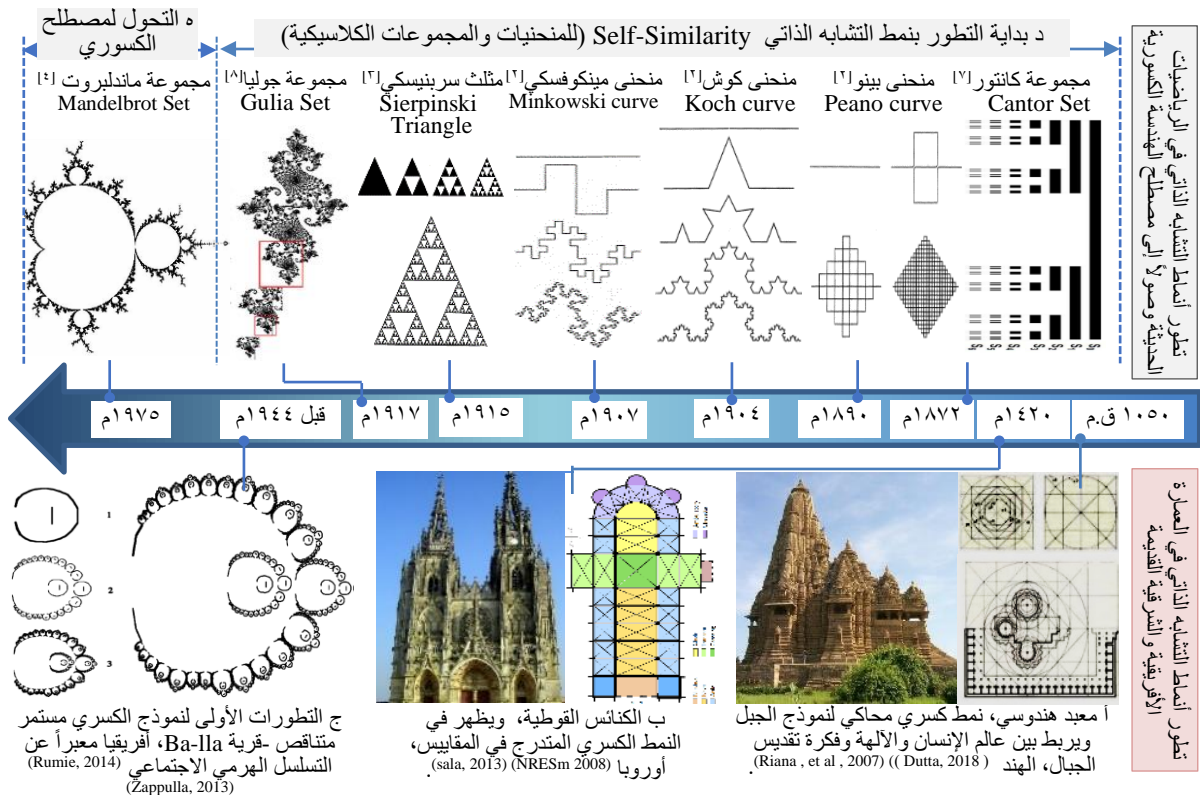 ه التحول لمصطلح
الكسوري
د بداية التطور بنمط التشابه الذاتي Self-Similarity (للمنحنيات والمجموعات الكلاسيكية)
تطور أنماط التشابه الذاتي في الرياضيات
الحديثة وصولاً إلى مصطلح الهندسة الكسورية
مجموعة كانتور[٧]
Cantor Set
منحنى بينو[٢]
Peano curve
منحنى كوش[٢]
Koch curve
منحنى مينكوفسكي[٢]
Minkowski curve
مثلث سربنيسكي[٣]
Sierpinski
Triangle
مجموعة جوليا[٨]
Gulia Set
مجموعة ماندلبروت [٤]
Mandelbrot Set
١٠٥٠ ق.م
١٤٢٠م
١٨٧٢م
١٨٩٠م
١٩٠٤م
١٩٠٧م
١٩١٥م
١٩١٧م
قبل ١٩٤٤م
١٩٧٥م
تطور أنماط التشابه الذاتي في العمارة
الأفريقية والشرقية القديمة
أ معبد هندوسي، نمط كسري محاكي لنموذج الجبل
ويربط بين عالم الإنسان والآلهة وفكرة تقديس
الجبال، الهند (Riana , et al , 2007) (( Dutta, 2018 ).
ب الكنائس القوطية، ويظهر في
النمط الكسري المتدرج في المقاييس،
أوروبا (sala, 2013) (NRESm 2008).
1
2
3
ج التطورات الأولى لنموذج الكسري مستمر
متناقص -قرية Ba-lla، أفريقيا معبراً عن
التسلسل الهرمي الاجتماعي (Rumie, 2014)
(Zappulla, 2013)